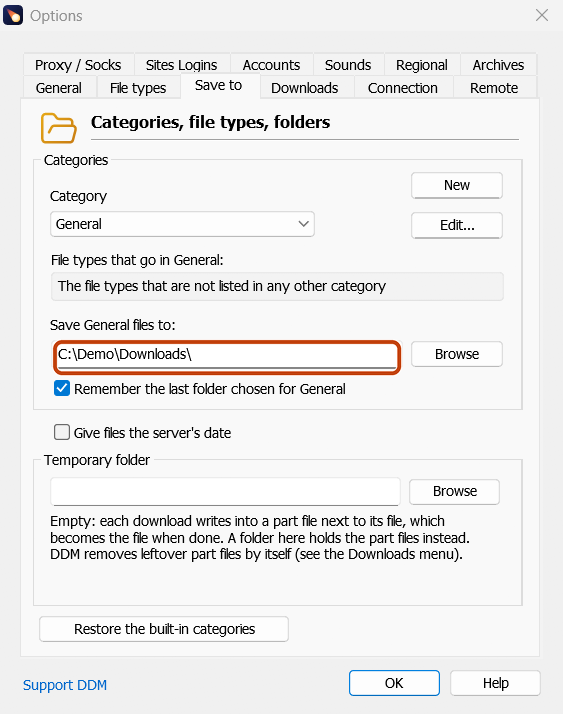 Options
Proxy / Socks
Sites Logins
Accounts
Sounds
Regional
Archives
General
File types
Save to
Downloads
Connection
Remote
Categories, file types, folders
Categories
New
Category
General
Edit...
File types that go in General:
The file types that are not listed in any other category
Save General files to:
C:\Demo\Downloads\
Browse
Remember the last folder chosen for General
Give files the server's date
Temporary folder
Browse
Empty: each download writes into a part file next to its file, which
becomes the file when done. A folder here holds the part files instead.
DDM removes leftover part files by itself (see the Downloads menu).
Restore the built-in categories
Support DDM
OK
Help